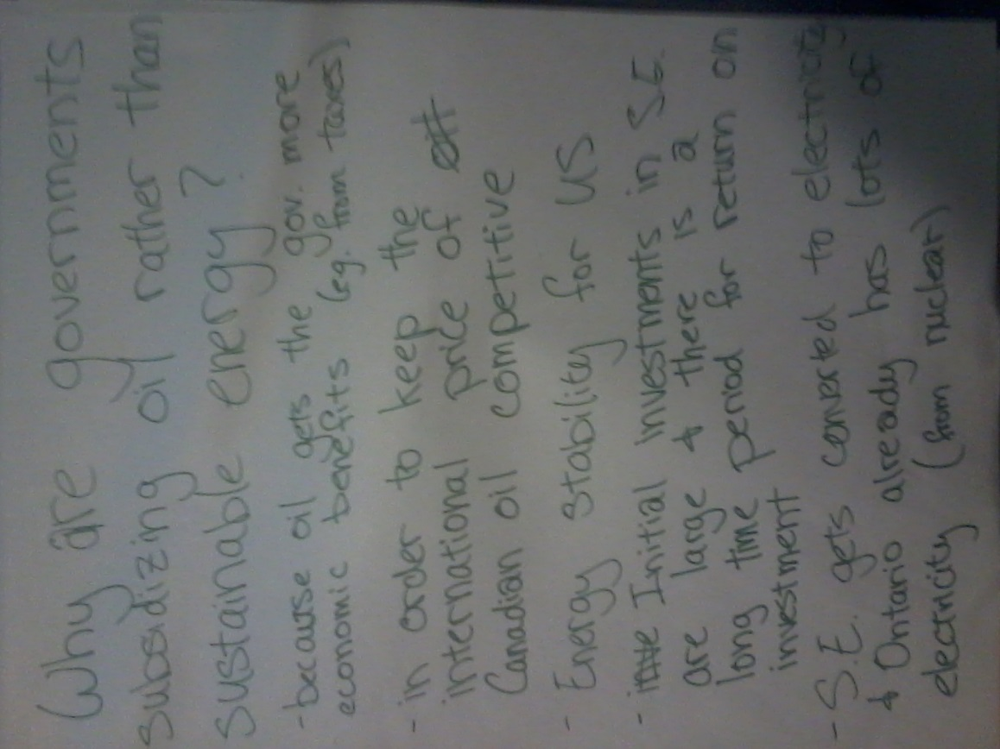 Why are governments
subsidizing oil rather than
sustainable energy?
- because oil gets the gov. more
economic benefits (eg. from taxes)
- in order to keep the
international price of
Canadian oil competitive
- Energy stability for US
- Initial investments in S.E.
are large & there is a
long time period for return on
investment
- S.E. gets converted to electricity
& Ontario already has lots of
electricity (from nuclear)